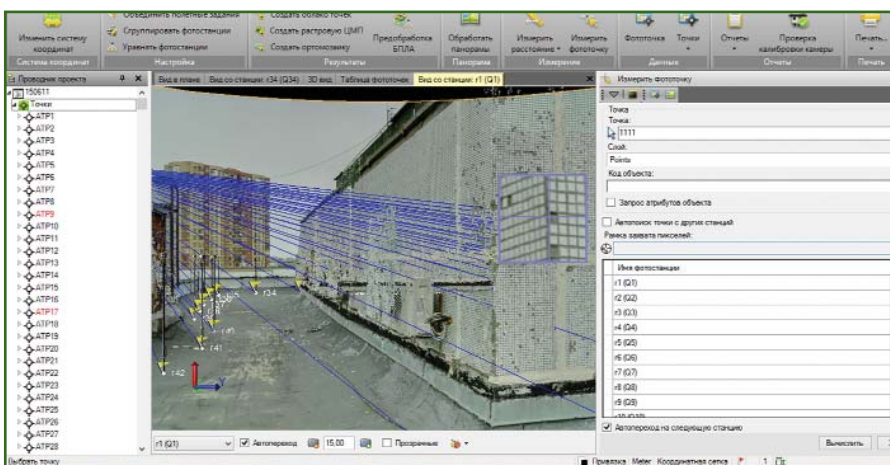 Объединить полетные задания
Создать облако точек
Изменить систему координат
Сгруппировать фотостанции
Создать растровую ЦМП
Предобработка БПЛА
Обработать панорамы
Измерить расстояние
Измерить фототочку
Фототочка
Точки
Отчеты
Проверка калибровки камеры
Печать...
Уравнять фотостанции
Создать ортомозаику
Система координат
Настройка
Результаты
Панорама
Измерение
Данные
Отчеты
Печать
Проводник проекта
Вид в плане
Вид со станции: r34 (Q34)
3D вид
Таблица фототочек
Вид со станции: r1 (Q1)
Измерить фототочку
150611
Точки
ATP1
ATP2
ATP3
ATP4
ATP5
ATP6
ATP7
ATP8
ATP9
ATP10
ATP11
ATP12
ATP13
ATP14
ATP15
ATP16
ATP17
ATP18
ATP19
ATP20
ATP21
ATP22
ATP23
ATP24
ATP25
ATP26
ATP27
ATP28
r34
r41
r42
Y
Точка
Точка:
1111
Слой:
Points
Код объекта:
Запрос атрибутов объекта
Автопоиск точки с других станций
Рамка захвата пикселей:
Имя фотостанции
r1 (Q1)
r2 (Q2)
r3 (Q3)
r4 (Q4)
r5 (Q5)
r6 (Q6)
r7 (Q7)
r8 (Q8)
r9 (Q9)
r10 (Q10)
Автопереход на следующую станцию
Вычислить
r1 (Q1)
Автопереход
15,00
Прозрачные
Выбрать точку
Привязка Meter Координатная сетка 1